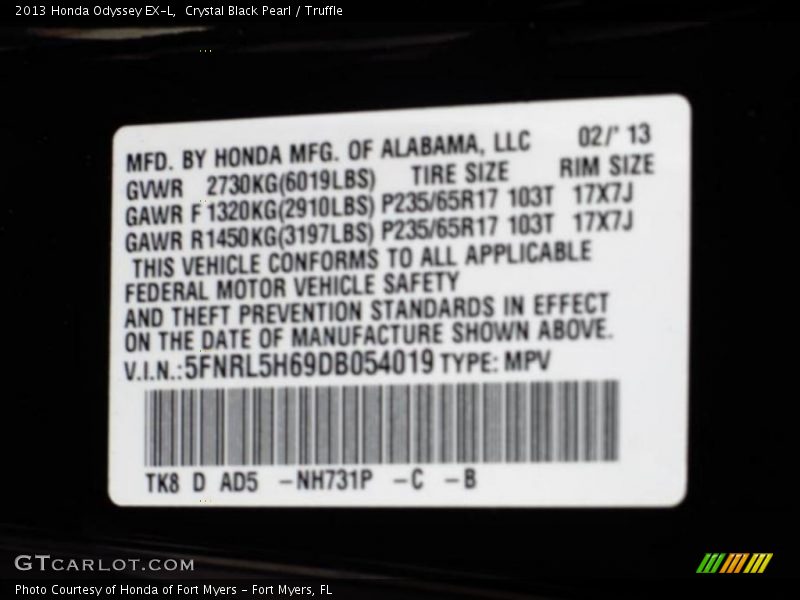 2013 Honda Odyssey EX-L, Crystal Black Pearl / Truffle
MFD. BY HONDA MFG. OF ALABAMA, LLC 02/' 13
GVWR 2730KG(6019LBS) TIRE SIZE RIM SIZE
GAWR F 1320KG(2910LBS) P235/65R17 103T 17X7J
GAWR R1450KG(3197LBS) P235/65R17 103T 17X7J
THIS VEHICLE CONFORMS TO ALL APPLICABLE
FEDERAL MOTOR VEHICLE SAFETY
AND THEFT PREVENTION STANDARDS IN EFFECT
ON THE DATE OF MANUFACTURE SHOWN ABOVE.
V.I.N.:5FNRL5H69DB054019 TYPE: MPV
TK8 D AD5 -NH731P -C -B
GTCARLOT.COM
Photo Courtesy of Honda of Fort Myers - Fort Myers, FL